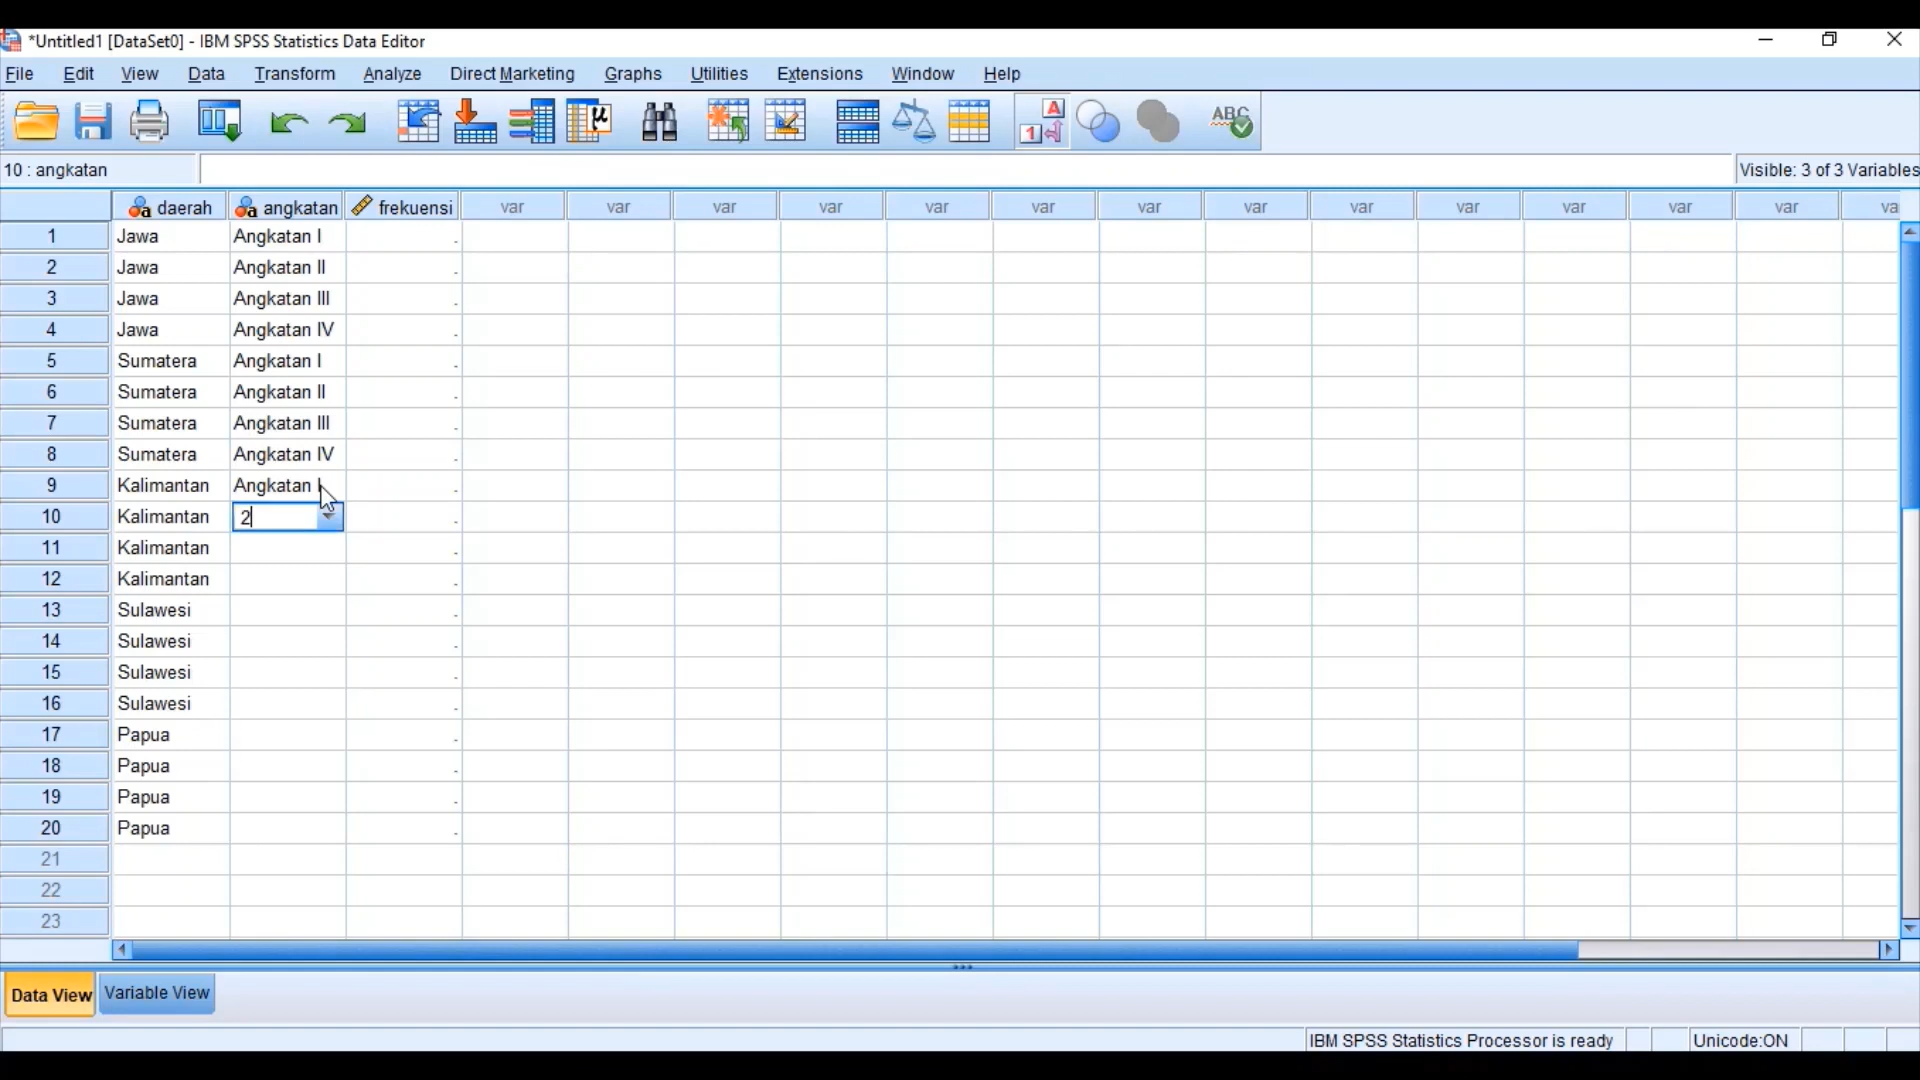 *Untitled1 [DataSet0] - IBM SPSS Statistics Data Editor
File Edit View Data Transform Analyze Direct Marketing Graphs Utilities Extensions Window Help
10 : angkatan Visible: 3 of 3 Variables
daerah angkatan frekuensi var var var var var var var var var var var var var va
1 Jawa Angkatan I .
2 Jawa Angkatan II .
3 Jawa Angkatan III .
4 Jawa Angkatan IV .
5 Sumatera Angkatan I .
6 Sumatera Angkatan II .
7 Sumatera Angkatan III .
8 Sumatera Angkatan IV .
9 Kalimantan Angkatan I .
10 Kalimantan 2 .
11 Kalimantan .
12 Kalimantan .
13 Sulawesi .
14 Sulawesi .
15 Sulawesi .
16 Sulawesi .
17 Papua .
18 Papua .
19 Papua .
20 Papua .
21
22
23
Data View Variable View
IBM SPSS Statistics Processor is ready Unicode:ON